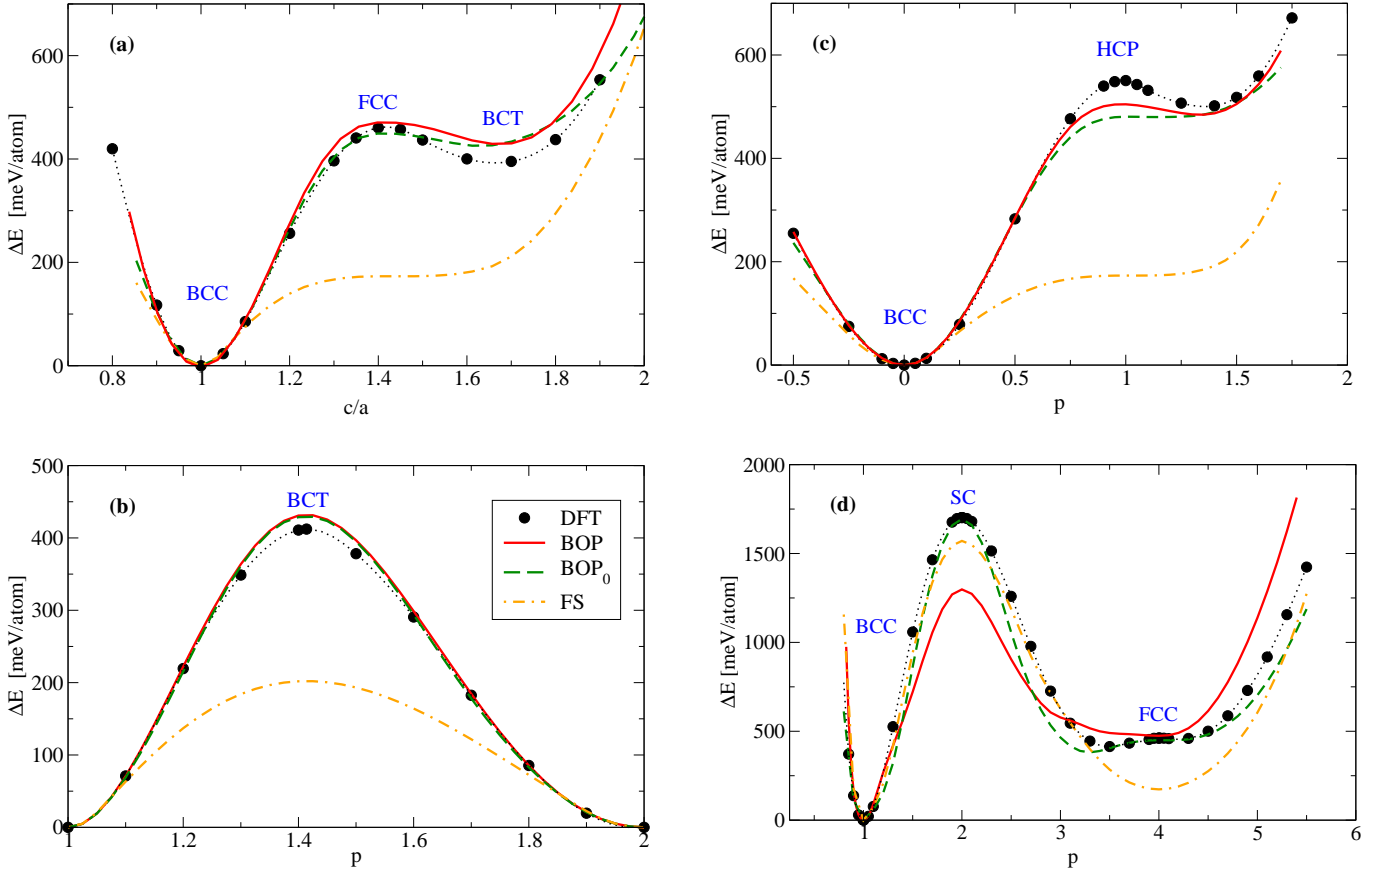 (a)
FCC
BCT
BCC
600
400
200
0
0.8
1
1.2
1.4
1.6
1.8
2
c/a
ΔE [meV/atom]
(c)
HCP
BCC
600
400
200
0
-0.5
0
0.5
1
1.5
2
p
ΔE [meV/atom]
(b)
BCT
DFT
BOP
BOP0
FS
500
400
300
200
100
0
1
1.2
1.4
1.6
1.8
2
p
ΔE [meV/atom]
(d)
SC
BCC
FCC
2000
1500
1000
500
0
1
2
3
4
5
6
p
ΔE [meV/atom]